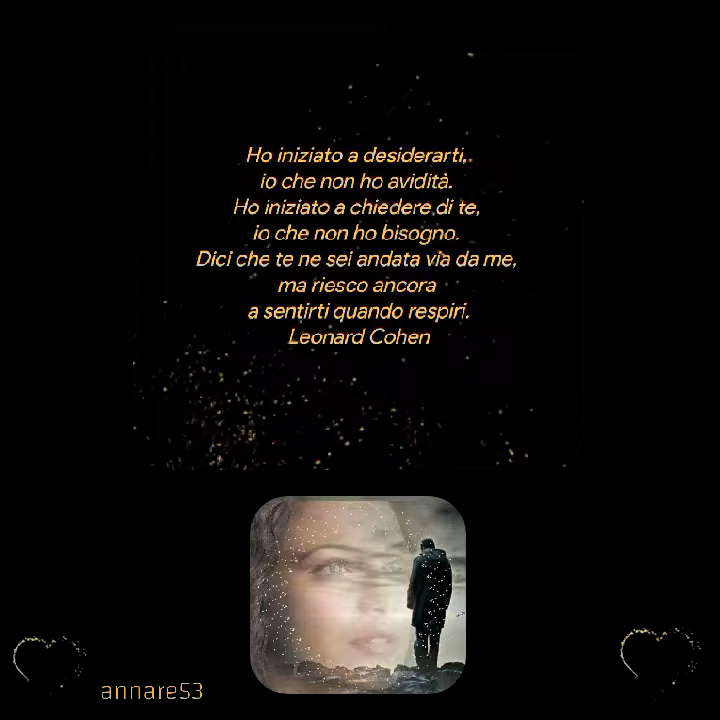 Ho iniziato a desiderarti,
io che non ho avidità.
Ho iniziato a chiedere di te,
io che non ho bisogno.
Dici che te ne sei andata via da me,
ma riesco ancora
a sentirti quando respiri.
Leonard Cohen
annare53